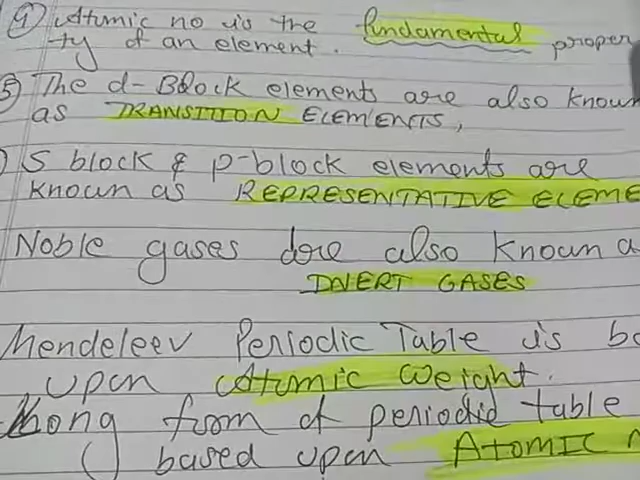 4) Atomic no is the fundamental proper
ty of an element.
5) The d-Block elements are also known
as TRANSITION ELEMENTS,
) S block & p-block elements are
known as REPRESENTATIVE ELEME
Noble gases are also known a
INERT GASES
Mendeleev Periodic Table is ba
upon Atomic weight.
Long from of periodic table
based upon ATOMIC N